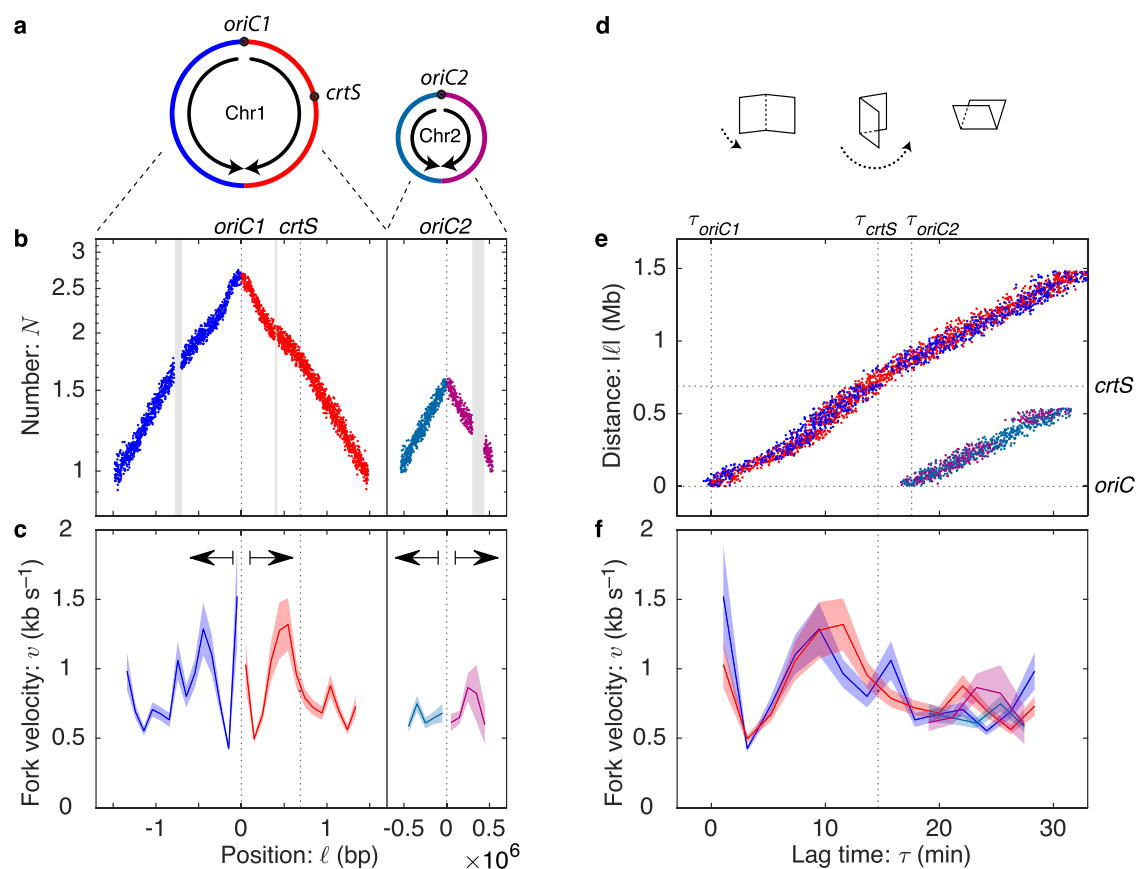 a
oriC1
crtS
Chr1
oriC2
Chr2
b
oriC1 crtS oriC2
Number: N
3
2.5
2
1.5
1
c
Fork velocity: v (kb s⁻¹)
2
1.5
1
0.5
0
-1 0 1 -0.5 0 0.5
Position: ℓ (bp)
×10⁶
d
e
τoriC1 τcrtS τoriC2
Distance: |ℓ| (Mb)
1.5
1
0.5
0
crtS
oriC
f
Fork velocity: v (kb s⁻¹)
2
1.5
1
0.5
0
0 10 20 30
Lag time: τ (min)